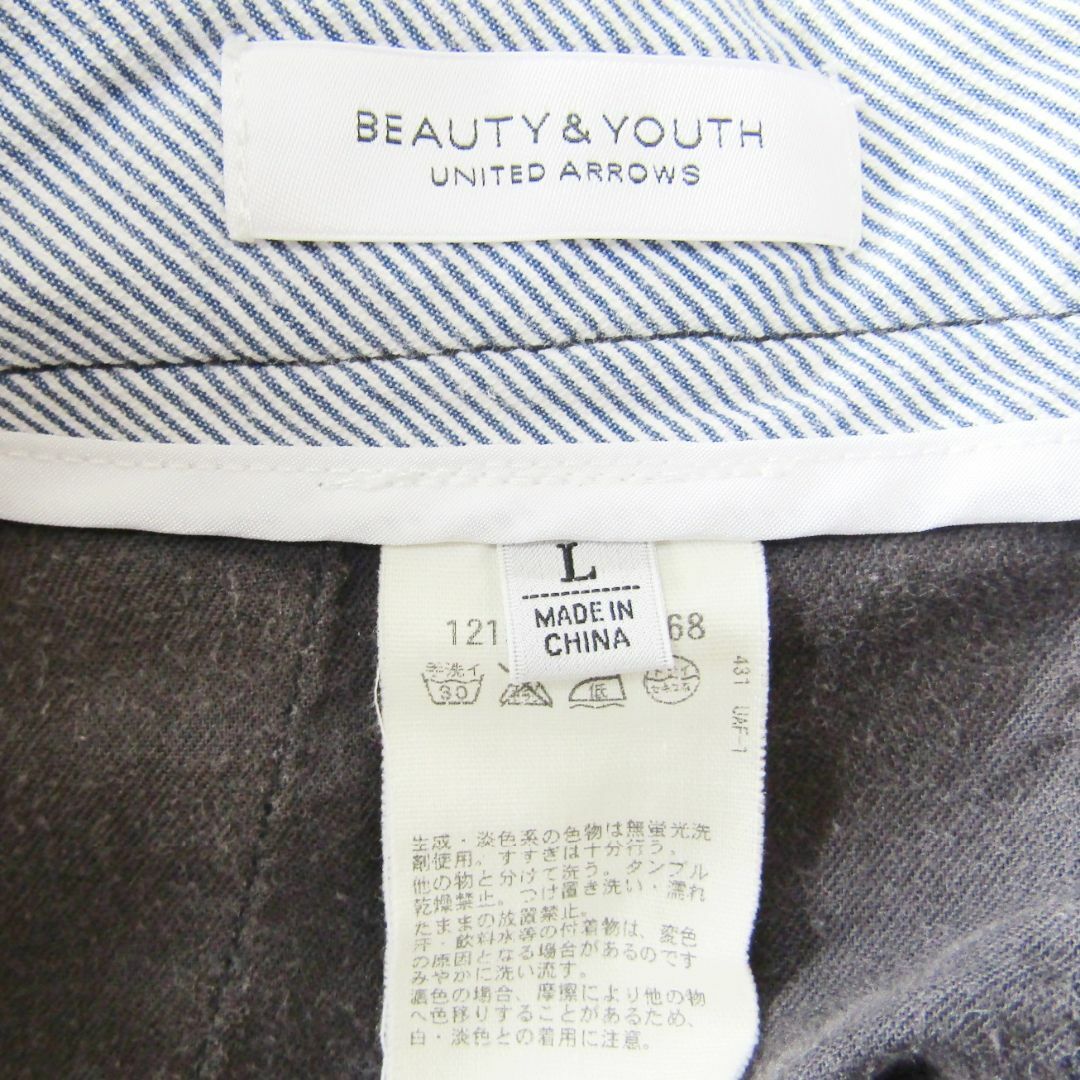 BEAUTY & YOUTH
UNITED ARROWS
L
MADE IN
CHINA
121 68
手洗イ
30
低
431 UAF-1
生成・淡色系の色物は無蛍光洗
剤使用。すすぎは十分行う。
他の物と分けて洗う。タンブル
乾燥禁止。つけ置き洗い・濡れ
たままの放置禁止。
汗・飲料水等の付着物は、変色
の原因となる場合があるのです
みやかに洗い流す。
濃色の場合、摩擦により他の物
へ色移りすることがあるため、
白・淡色との着用に注意。